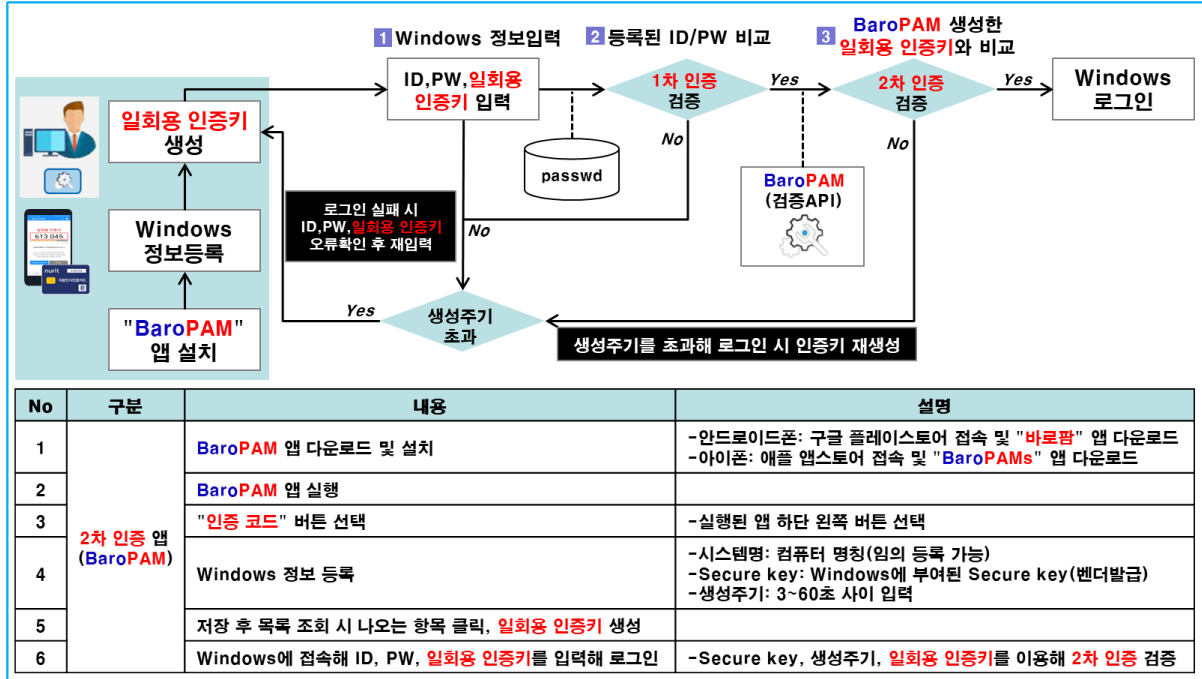 1 Windows 정보입력
2 등록된 ID/PW 비교
3 BaroPAM 생성한
일회용 인증키와 비교
일회용 인증키
생성
ID,PW,일회용
인증키 입력
1차 인증
검증
Yes
2차 인증
검증
Yes
Windows
로그인
No
No
passwd
BaroPAM
(검증API)
613 045
nurit
Windows
정보등록
로그인 실패 시
ID,PW,일회용 인증키
오류확인 후 재입력
No
"BaroPAM"
앱 설치
Yes
생성주기
초과
생성주기를 초과해 로그인 시 인증키 재생성
No 구분 내용 설명
1 BaroPAM 앱 다운로드 및 설치 -안드로이드폰: 구글 플레이스토어 접속 및 "바로팜" 앱 다운로드
-아이폰: 애플 앱스토어 접속 및 "BaroPAMs" 앱 다운로드
2 BaroPAM 앱 실행
3 "인증 코드" 버튼 선택 -실행된 앱 하단 왼쪽 버튼 선택
2차 인증 앱
(BaroPAM)
4 Windows 정보 등록 -시스템명: 컴퓨터 명칭(임의 등록 가능)
-Secure key: Windows에 부여된 Secure key(벤더발급)
-생성주기: 3~60초 사이 입력
5 저장 후 목록 조회 시 나오는 항목 클릭, 일회용 인증키 생성
6 Windows에 접속해 ID, PW, 일회용 인증키를 입력해 로그인 -Secure key, 생성주기, 일회용 인증키를 이용해 2차 인증 검증